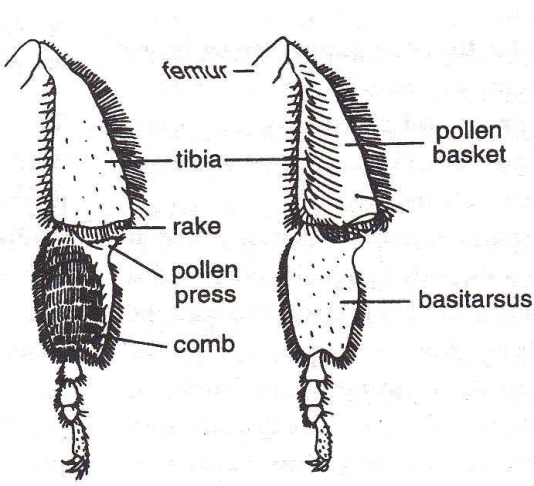 femur
tibia
pollen
basket
rake
pollen
press
basitarsus
comb